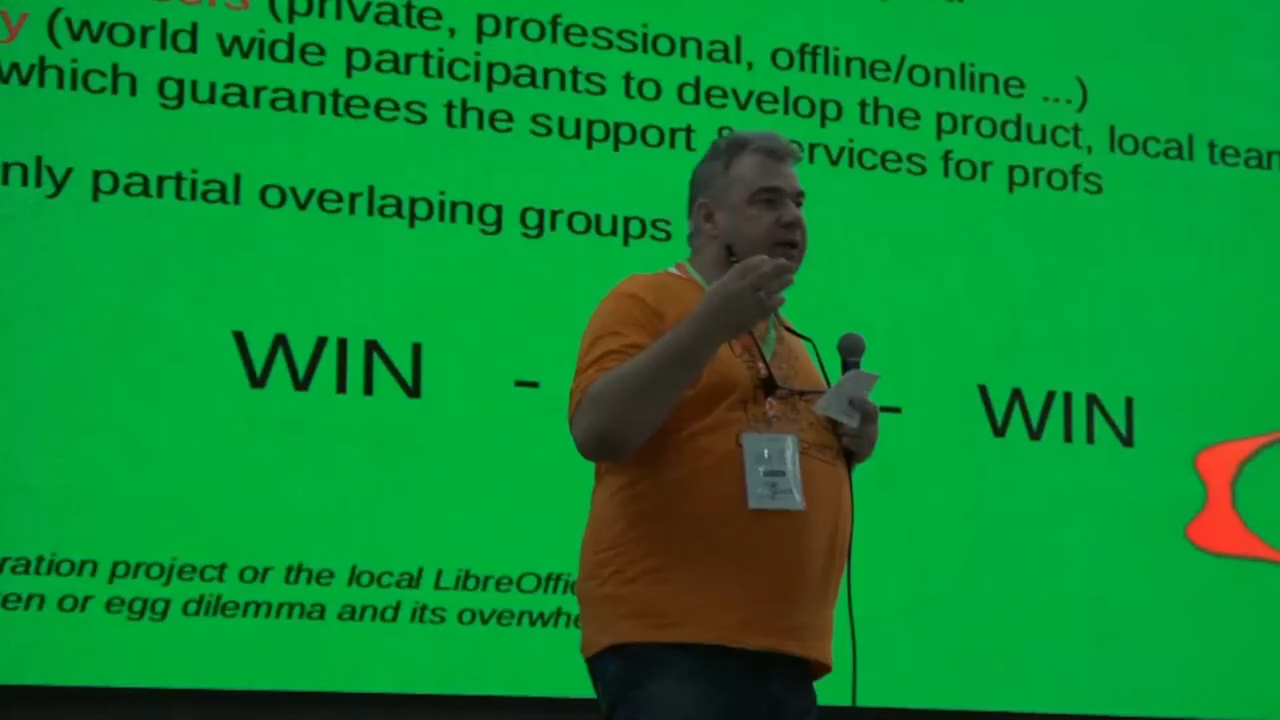 (private, professional, offline/online ...)
y (world wide participants to develop the product, local team
which guarantees the support & services for profs
nly partial overlaping groups
WIN - - WIN
ration project or the local LibreOffic
en or egg dilemma and its overwhe